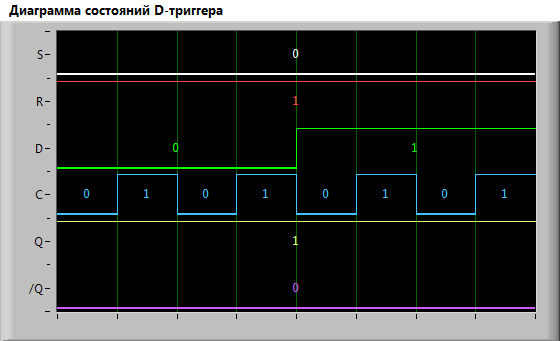 Диаграмма состояний D-триггера
S 0
R 1
D 0 1
C 0 1 0 1 0 1 0 1
Q 1
/Q 0